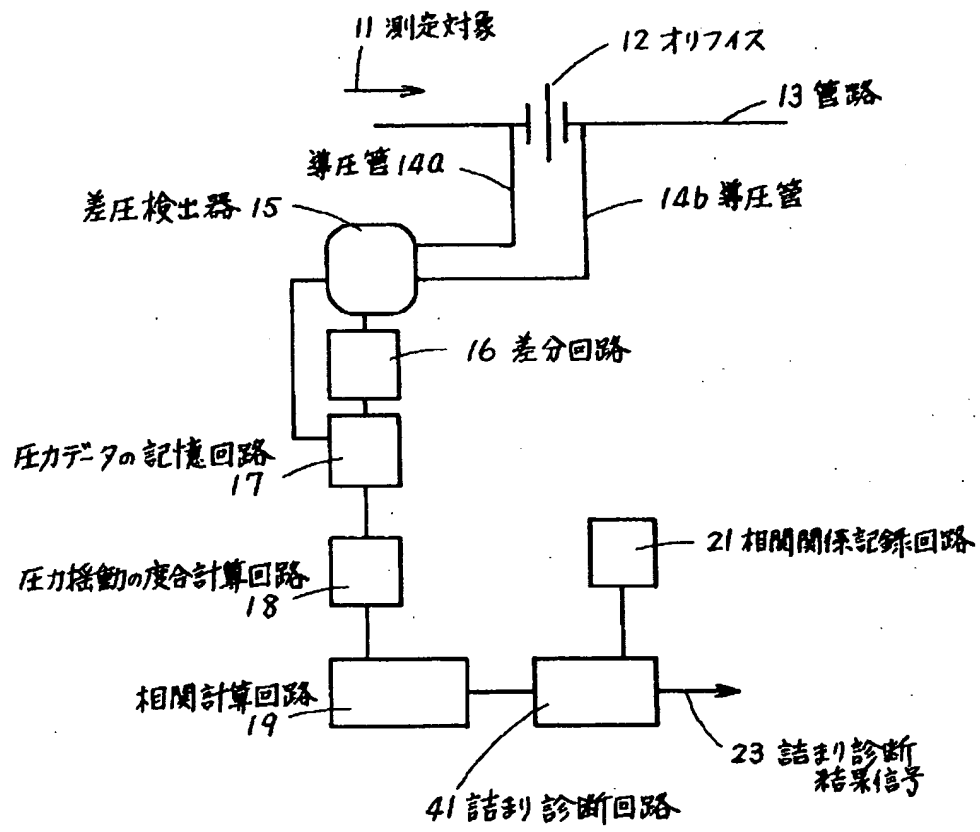 11 測定対象
12 オリフイス
13 管路
導圧管 14a
14b 導圧管
差圧検出器 15
16 差分回路
圧力データの記憶回路
17
21 相関関係記録回路
圧力揺動の度合計算回路
18
相関計算回路
19
23 詰まり診断
結果信号
41 詰まり診断回路